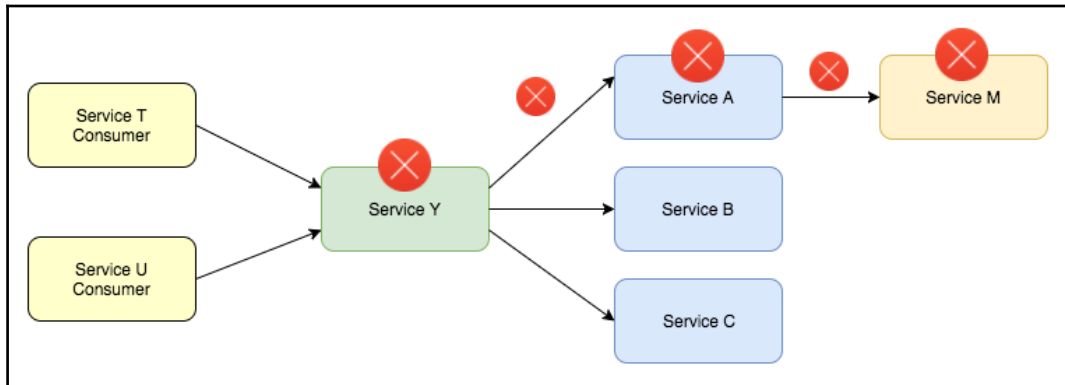 Service T
Consumer
Service U
Consumer
Service Y
Service A
Service B
Service C
Service M